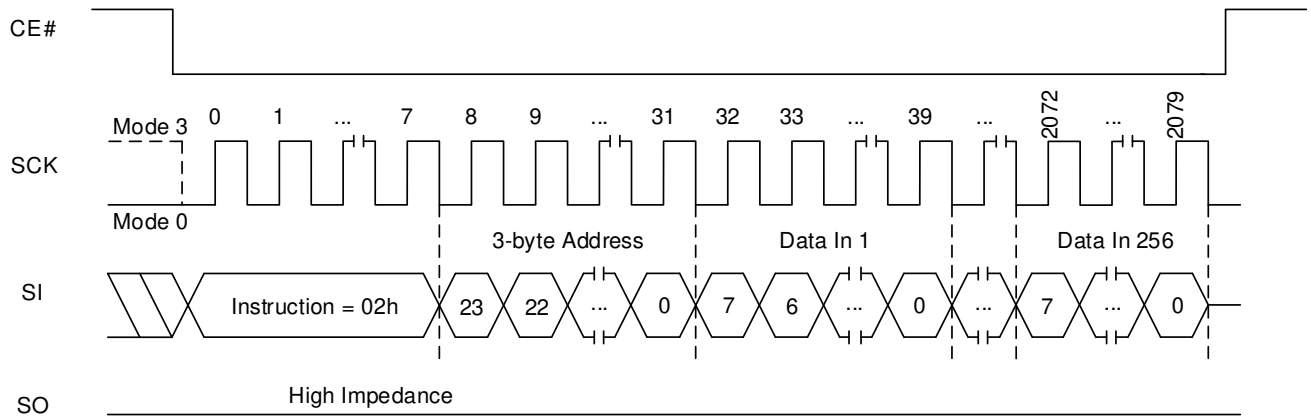 CE#
0 1 ... 7 8 9 ... 31 32 33 ... 39 ... 2072 ... 2079
Mode 3
SCK
Mode 0
3-byte Address Data In 1 Data In 256
SI
Instruction = 02h 23 22 ... 0 7 6 ... 0 ... 7 ... 0
High Impedance
SO